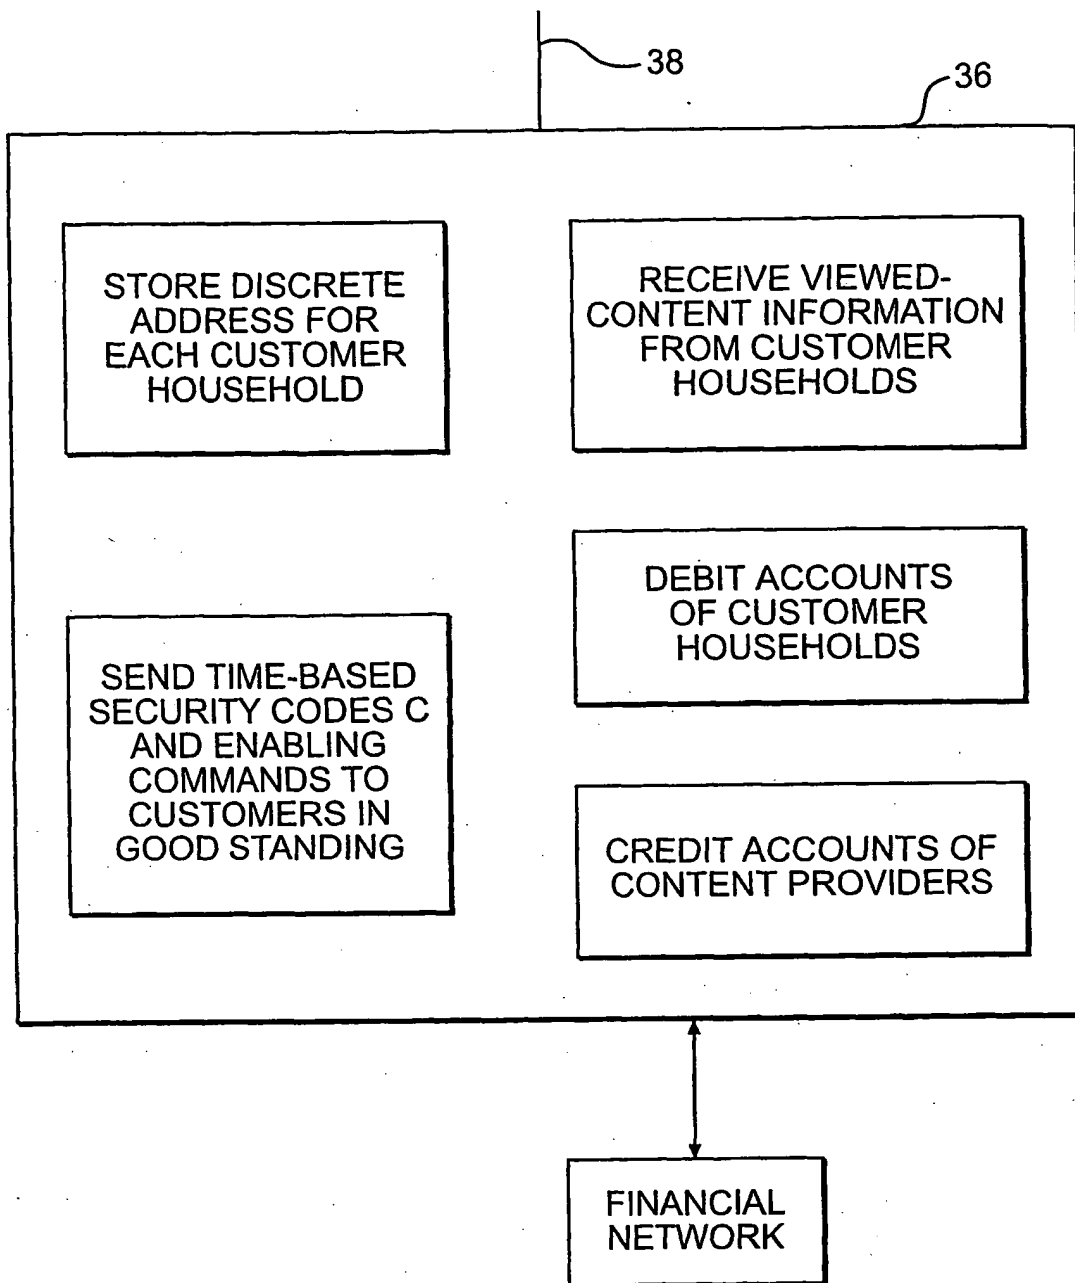 38
36
STORE DISCRETE
ADDRESS FOR
EACH CUSTOMER
HOUSEHOLD
RECEIVE VIEWED-
CONTENT INFORMATION
FROM CUSTOMER
HOUSEHOLDS
DEBIT ACCOUNTS
OF CUSTOMER
HOUSEHOLDS
SEND TIME-BASED
SECURITY CODES C
AND ENABLING
COMMANDS TO
CUSTOMERS IN
GOOD STANDING
CREDIT ACCOUNTS OF
CONTENT PROVIDERS
FINANCIAL
NETWORK